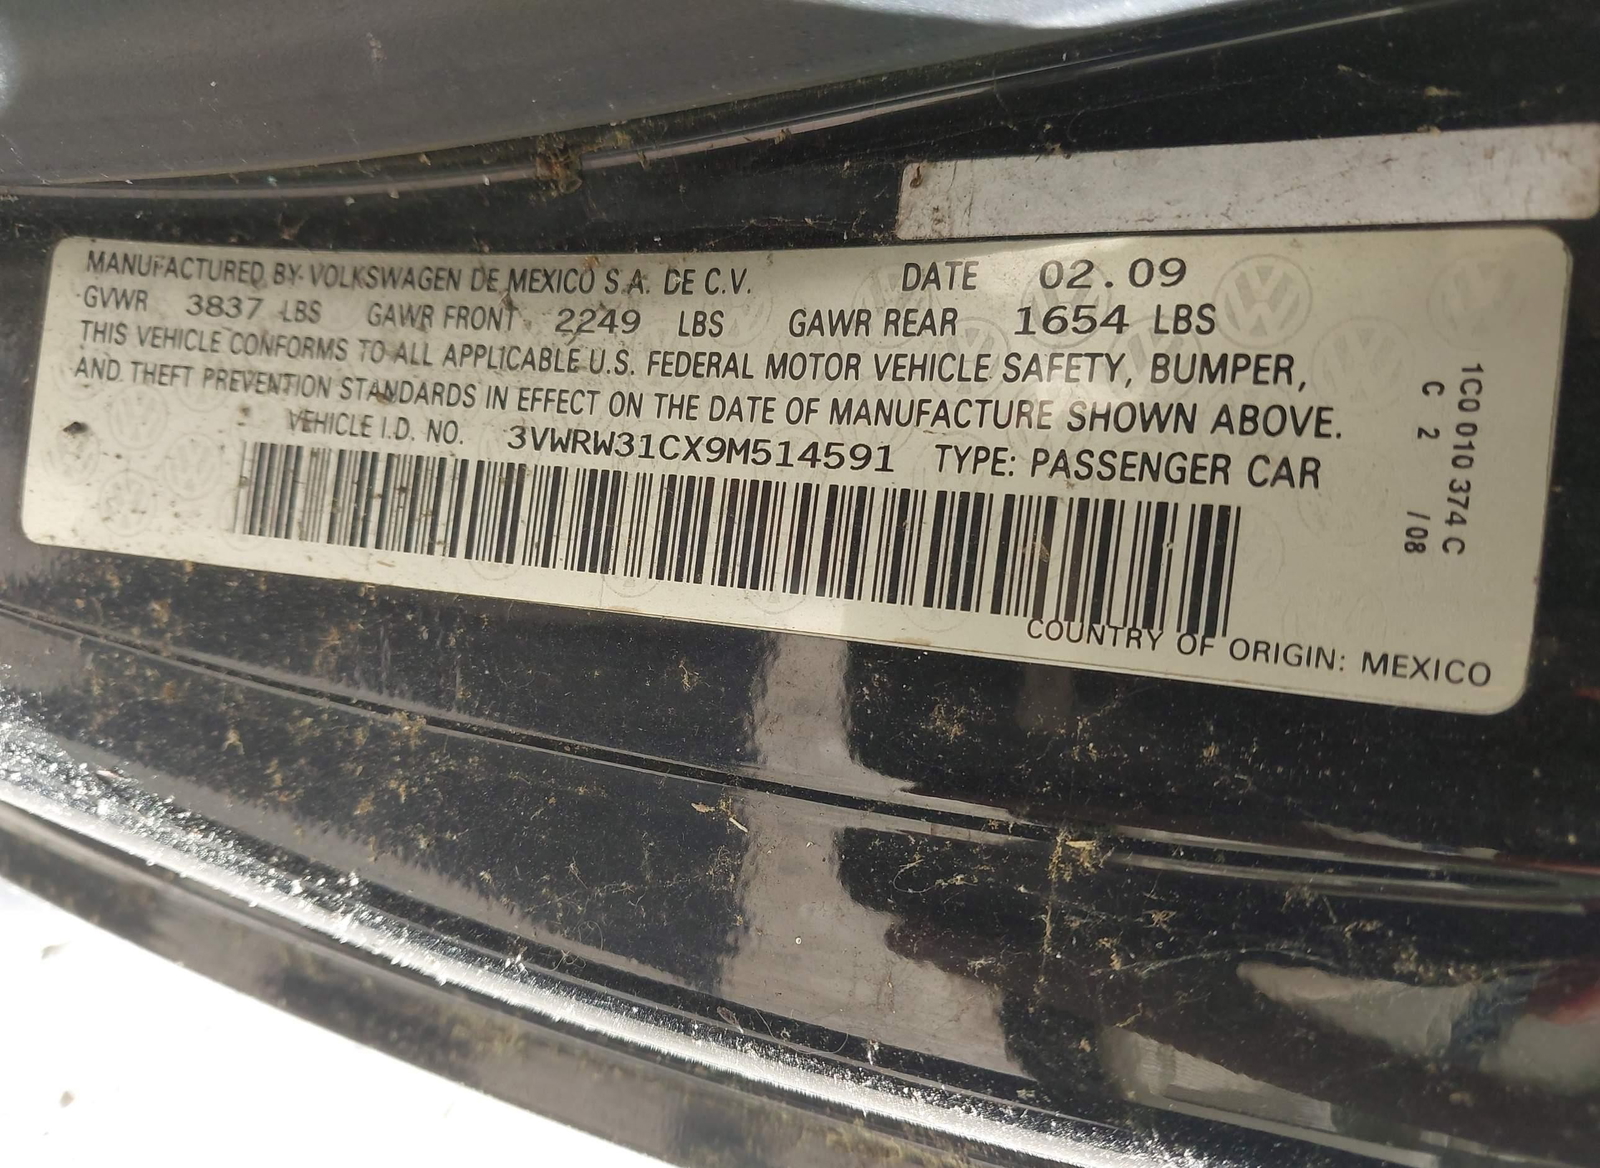 MANUFACTURED BY VOLKSWAGEN DE MEXICO S.A. DE C.V. DATE 02.09
GVWR 3837 LBS GAWR FRONT 2249 LBS GAWR REAR 1654 LBS
THIS VEHICLE CONFORMS TO ALL APPLICABLE U.S. FEDERAL MOTOR VEHICLE SAFETY, BUMPER,
AND THEFT PREVENTION STANDARDS IN EFFECT ON THE DATE OF MANUFACTURE SHOWN ABOVE.
VEHICLE I.D. NO. 3VWRW31CX9M514591 TYPE: PASSENGER CAR
COUNTRY OF ORIGIN: MEXICO
1C0 010 374 C
C 2 /08